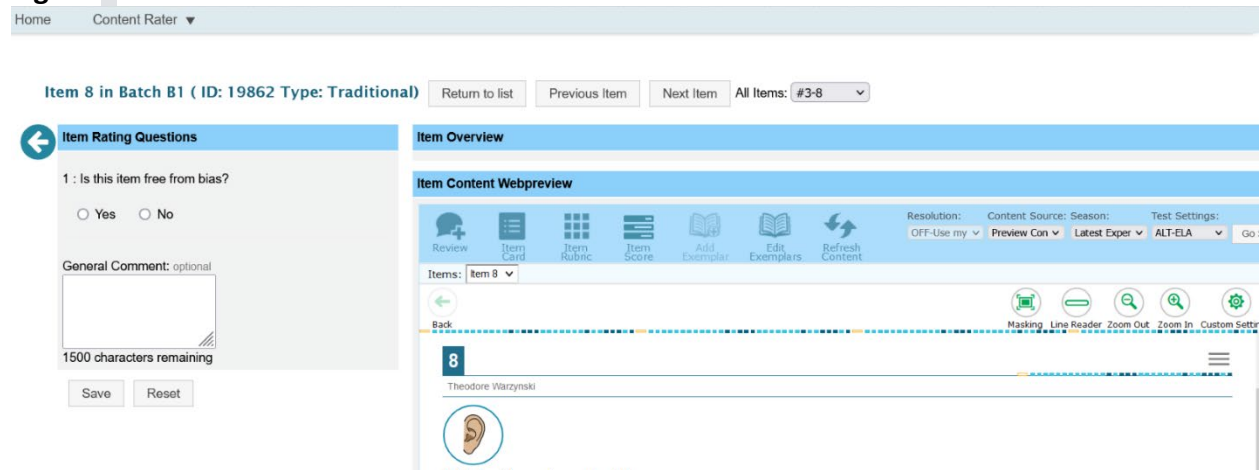 Home Content Rater ▼
Item 8 in Batch B1 ( ID: 19862 Type: Traditional) Return to list Previous Item Next Item All Items: #3-8
Item Rating Questions
1 : Is this item free from bias?
Yes No
General Comment: optional
1500 characters remaining
Save Reset
Item Overview
Item Content Webpreview
Review Item Card Item Rubric Item Score Add Exemplar Edit Exemplars Refresh Content
Resolution: Content Source: Season: Test Settings:
OFF-Use my Preview Con Latest Exper ALT-ELA Go
Items: Item 8
Back Masking Line Reader Zoom Out Zoom In Custom
8
Theodore Warzynski